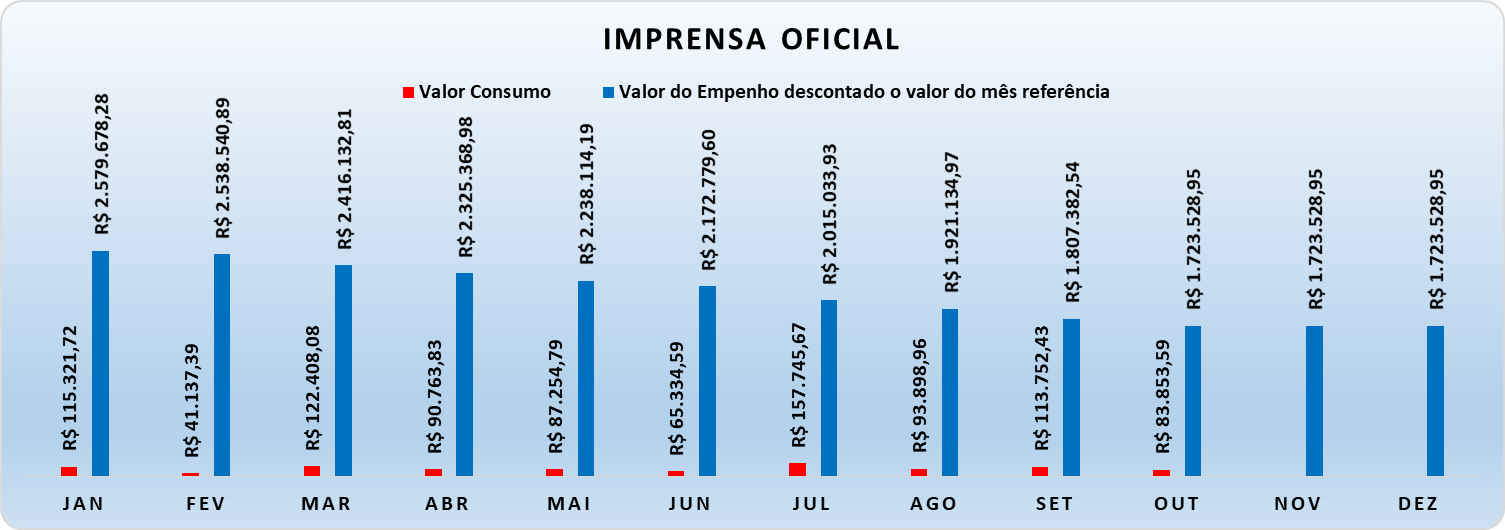 IMPRENSA OFICIAL
Valor Consumo
Valor do Empenho descontado o valor do mês referência
R$ 115.321,72
R$ 2.579.678,28
R$ 41.137,39
R$ 2.538.540,89
R$ 122.408,08
R$ 2.416.132,81
R$ 90.763,83
R$ 2.325.368,98
R$ 87.254,79
R$ 2.238.114,19
R$ 65.334,59
R$ 2.172.779,60
R$ 157.745,67
R$ 2.015.033,93
R$ 93.898,96
R$ 1.921.134,97
R$ 113.752,43
R$ 1.807.382,54
R$ 83.853,59
R$ 1.723.528,95
R$ 1.723.528,95
R$ 1.723.528,95
JAN FEV MAR ABR MAI JUN JUL AGO SET OUT NOV DEZ